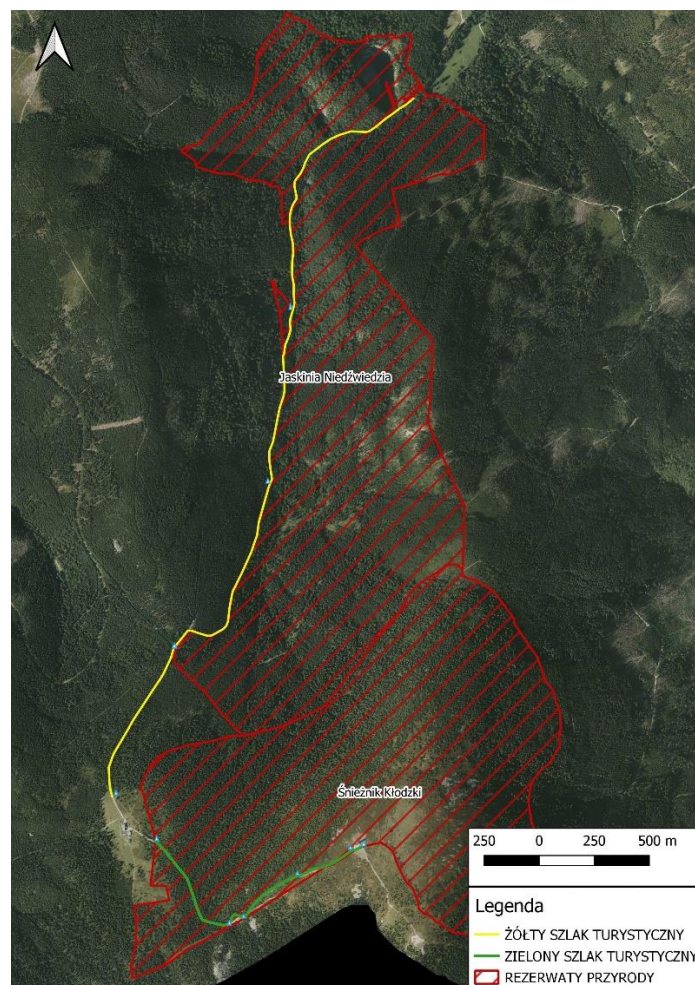 Jaskinia Niedźwiedzia
Śnieżnik Kłodzki
250 0 250 500 m
Legenda
ŻÓŁTY SZLAK TURYSTYCZNY
ZIELONY SZLAK TURYSTYCZNY
REZERWATY PRZYRODY